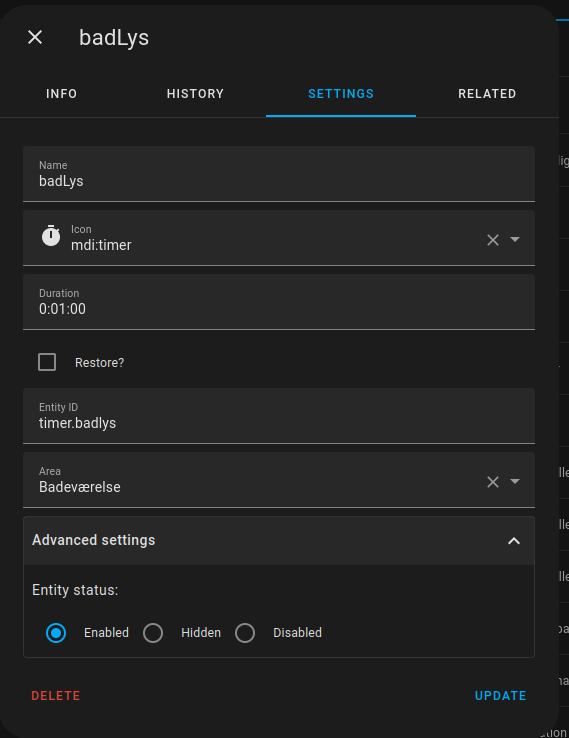 badLys
INFO HISTORY SETTINGS RELATED
Name
badLys
Icon
mdi:timer
Duration
0:01:00
Restore?
Entity ID
timer.badlys
Area
Badeværelse
Advanced settings
Entity status:
Enabled Hidden Disabled
DELETE UPDATE